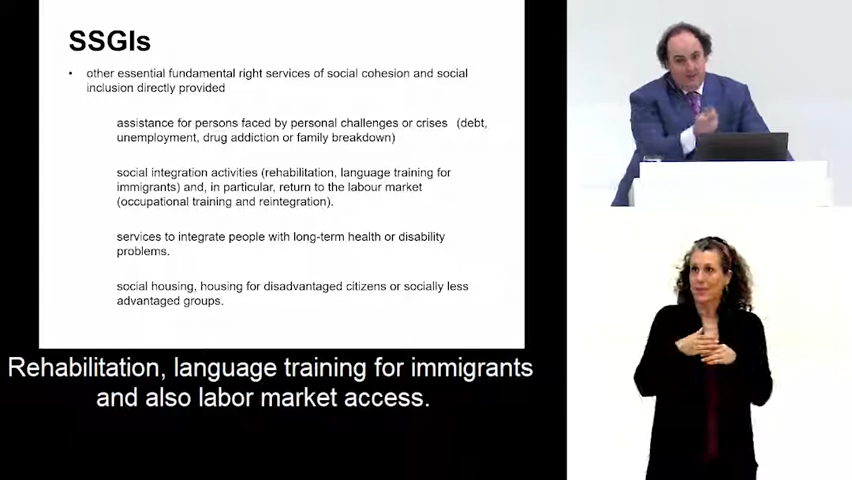 SSGIs
• other essential fundamental right services of social cohesion and social
inclusion directly provided
assistance for persons faced by personal challenges or crises (debt,
unemployment, drug addiction or family breakdown)
social integration activities (rehabilitation, language training for
immigrants) and, in particular, return to the labour market
(occupational training and reintegration).
services to integrate people with long-term health or disability
problems.
social housing, housing for disadvantaged citizens or socially less
advantaged groups.
Rehabilitation, language training for immigrants
and also labor market access.